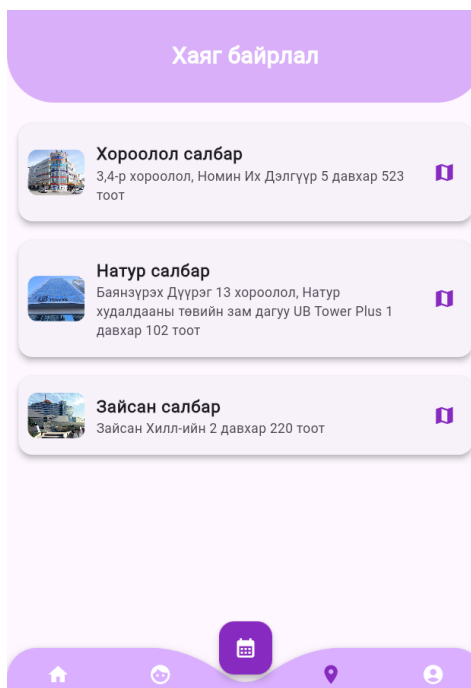 Хаяг байрлал
Хороолол салбар
3,4-р хороолол, Номин Их Дэлгүүр 5 давхар 523
тоот
Натур салбар
Баянзүрэх Дүүрэг 13 хороолол, Натур
худалдааны төвийн зам дагуу UB Tower Plus 1
давхар 102 тоот
Зайсан салбар
Зайсан Хилл-ийн 2 давхар 220 тоот